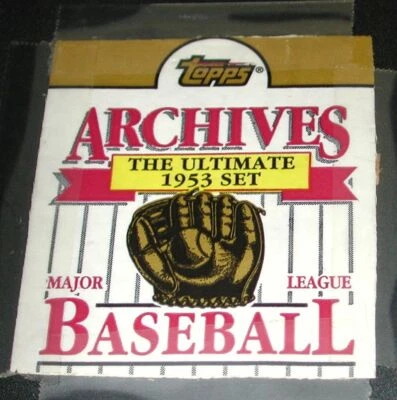 Topps®
ARCHIVES
THE ULTIMATE
1953 SET
MAJOR LEAGUE
BASEBALL